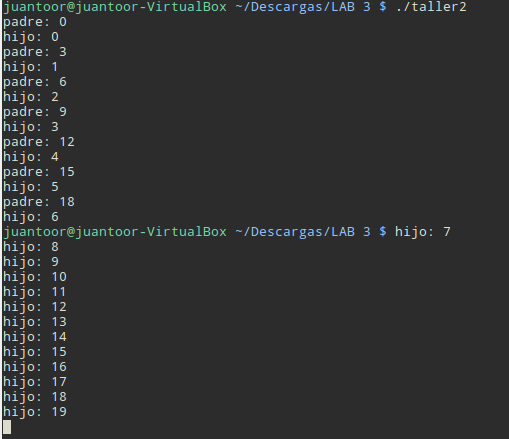 juantoor@juantoor-VirtualBox ~/Descargas/LAB 3 $ ./taller2
padre: 0
hijo: 0
padre: 3
hijo: 1
padre: 6
hijo: 2
padre: 9
hijo: 3
padre: 12
hijo: 4
padre: 15
hijo: 5
padre: 18
hijo: 6
juantoor@juantoor-VirtualBox ~/Descargas/LAB 3 $ hijo: 7
hijo: 8
hijo: 9
hijo: 10
hijo: 11
hijo: 12
hijo: 13
hijo: 14
hijo: 15
hijo: 16
hijo: 17
hijo: 18
hijo: 19